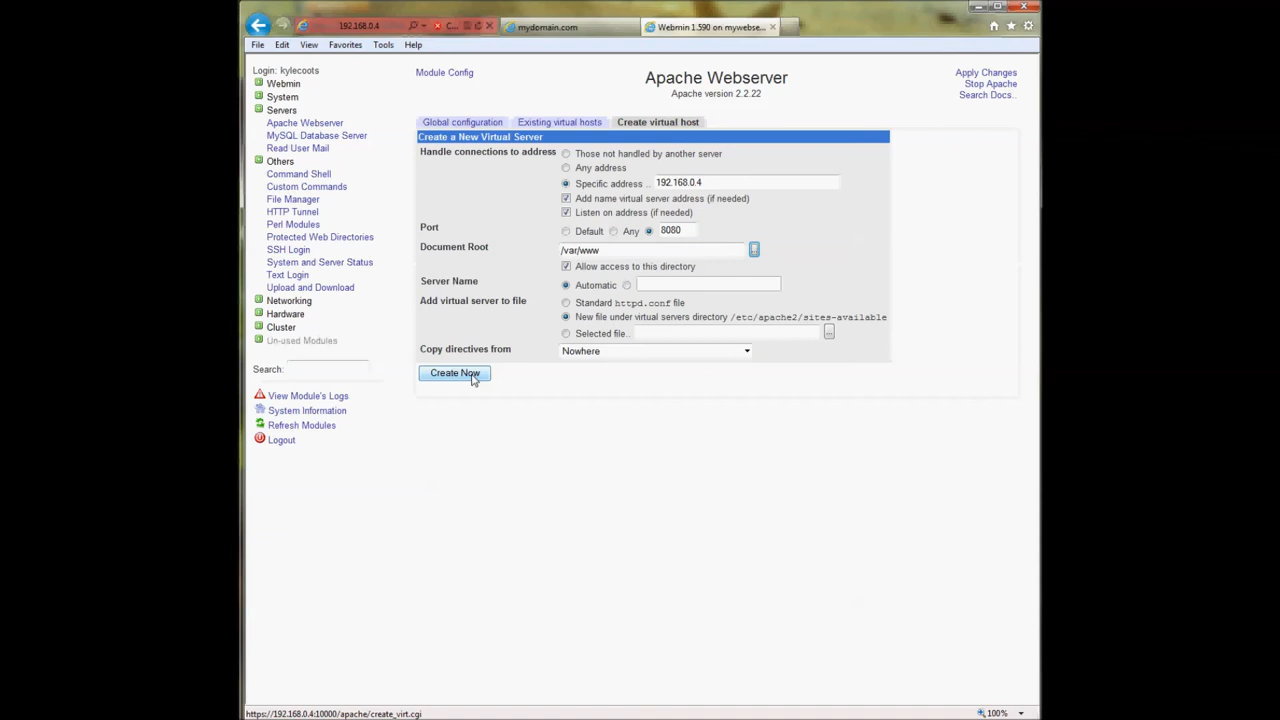 192.168.0.4
mydomain.com
Webmin 1.590 on mywebse...
File Edit View Favorites Tools Help
Login: kylecoots
Webmin
System
Servers
Apache Webserver
MySQL Database Server
Read User Mail
Others
Command Shell
Custom Commands
File Manager
HTTP Tunnel
Perl Modules
Protected Web Directories
SSH Login
System and Server Status
Text Login
Upload and Download
Networking
Hardware
Cluster
Un-used Modules
Search:
View Module's Logs
System Information
Refresh Modules
Logout
Module Config
Apache Webserver
Apache version 2.2.22
Apply Changes
Stop Apache
Search Docs..
Global configuration Existing virtual hosts Create virtual host
Create a New Virtual Server
Handle connections to address Those not handled by another server
Any address
Specific address .. 192.168.0.4
Add name virtual server address (if needed)
Listen on address (if needed)
Port Default Any 8080
Document Root /var/www
Allow access to this directory
Server Name Automatic
Add virtual server to file Standard httpd.conf file
New file under virtual servers directory /etc/apache2/sites-available
Selected file.. ...
Copy directives from Nowhere
Create Now
https://192.168.0.4:10000/apache/create_virt.cgi
100%